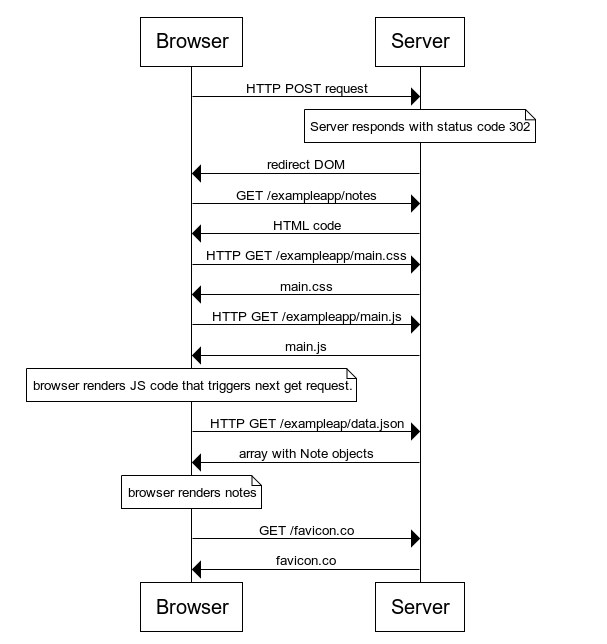 Browser Server
HTTP POST request
Server responds with status code 302
redirect DOM
GET /exampleapp/notes
HTML code
HTTP GET /exampleapp/main.css
main.css
HTTP GET /exampleapp/main.js
main.js
browser renders JS code that triggers next get request.
HTTP GET /exampleap/data.json
array with Note objects
browser renders notes
GET /favicon.co
favicon.co
Browser Server